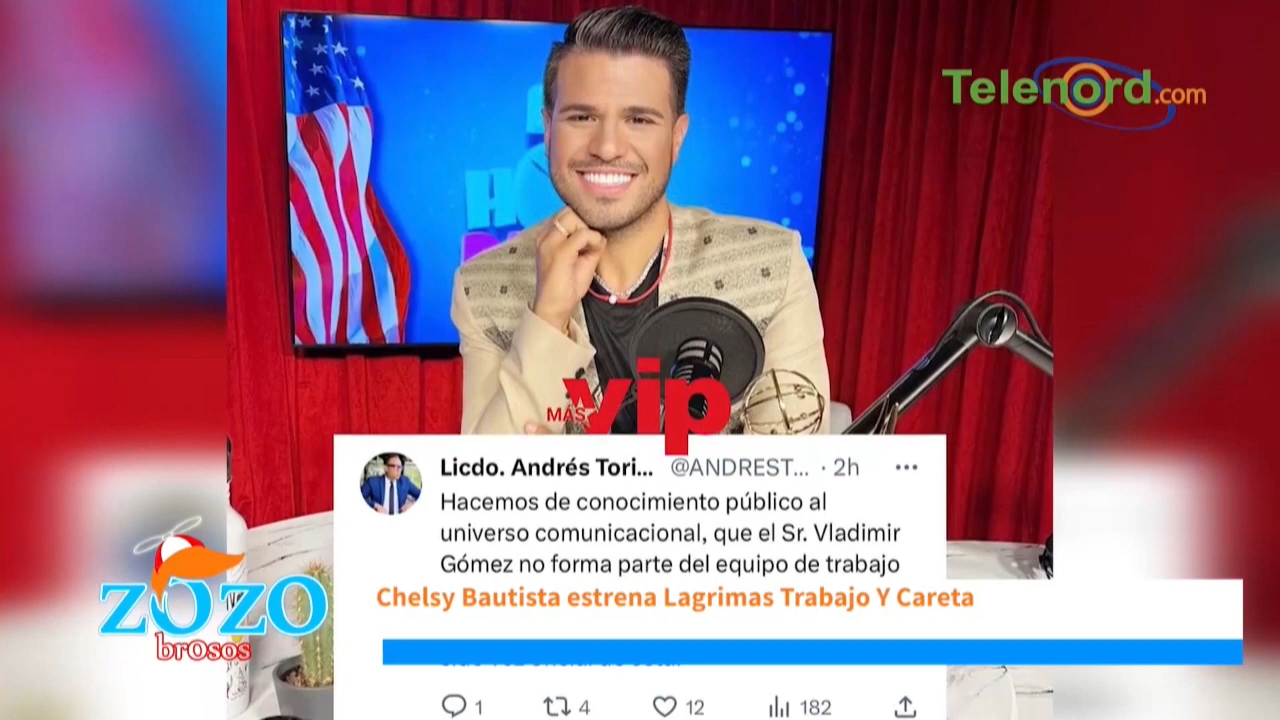 Telenord.com
MÁS vip
Licdo. Andrés Tori... @ANDREST... · 2h
Hacemos de conocimiento público al
universo comunicacional, que el Sr. Vladimir
Gómez no forma parte del equipo de trabajo
Chelsy Bautista estrena Lagrimas Trabajo Y Careta
ZOZO
brOsos
1 4 12 182